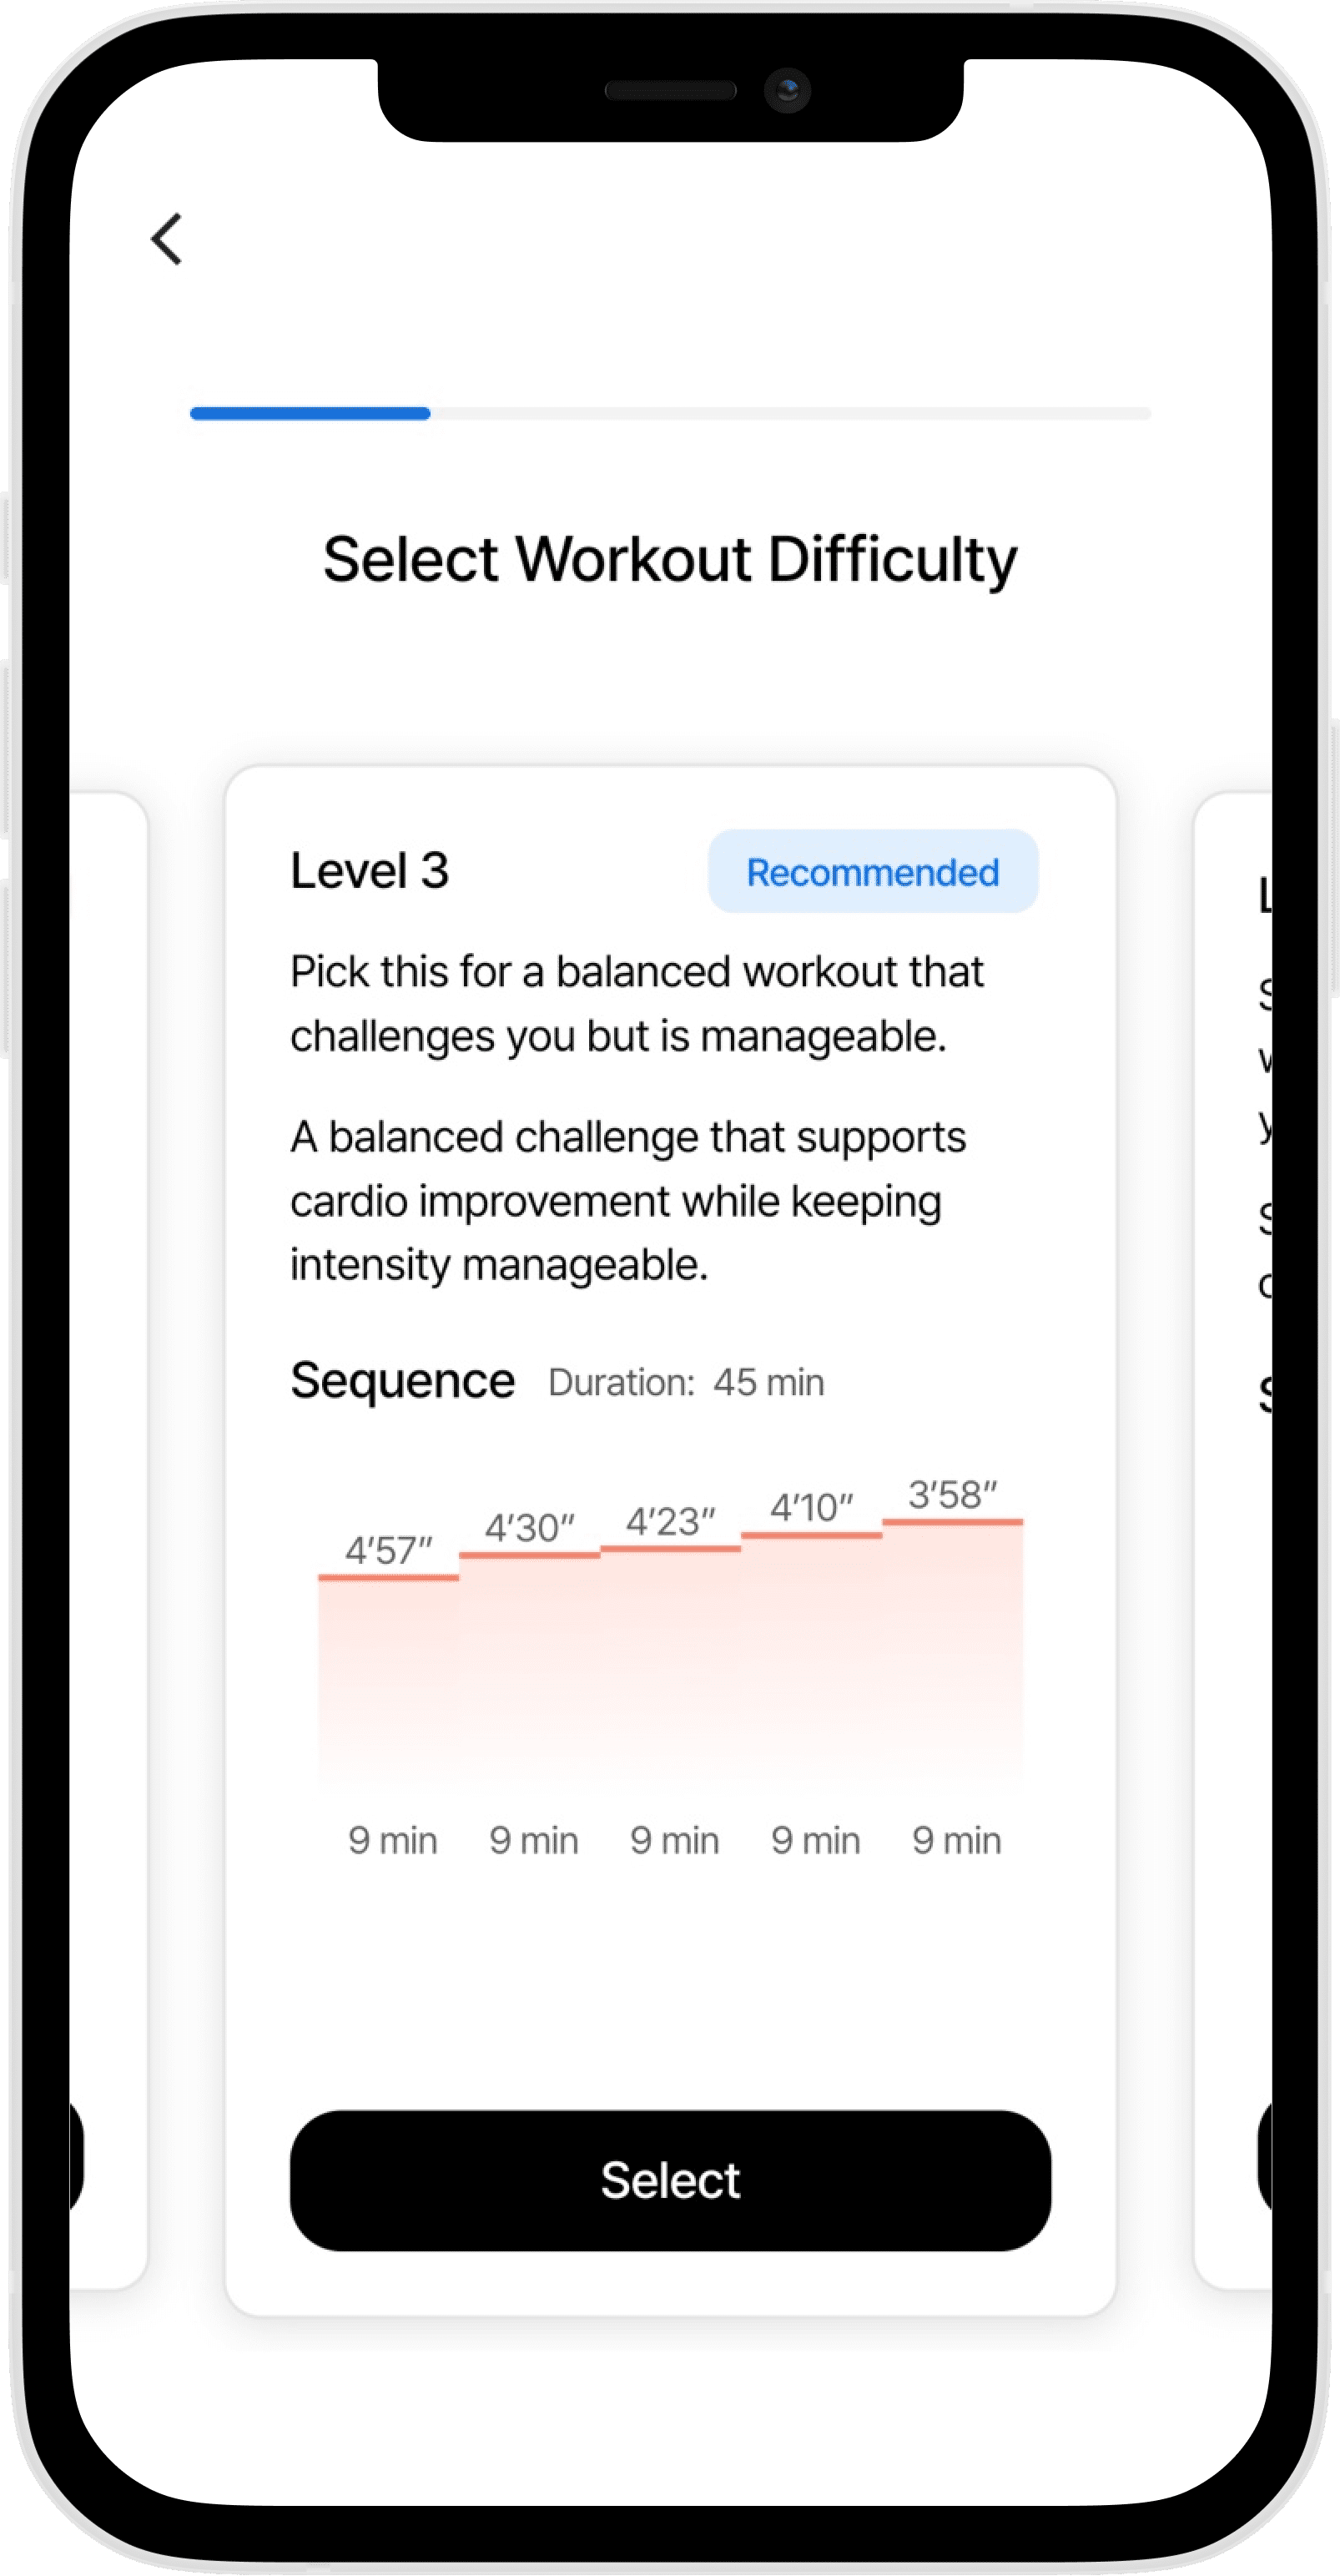 Select Workout Difficulty
Level 3
Recommended
Pick this for a balanced workout that
challenges you but is manageable.
A balanced challenge that supports
cardio improvement while keeping
intensity manageable.
Sequence Duration: 45 min
4′57″ 4′30″ 4′23″ 4′10″ 3′58″
9 min 9 min 9 min 9 min 9 min
Select